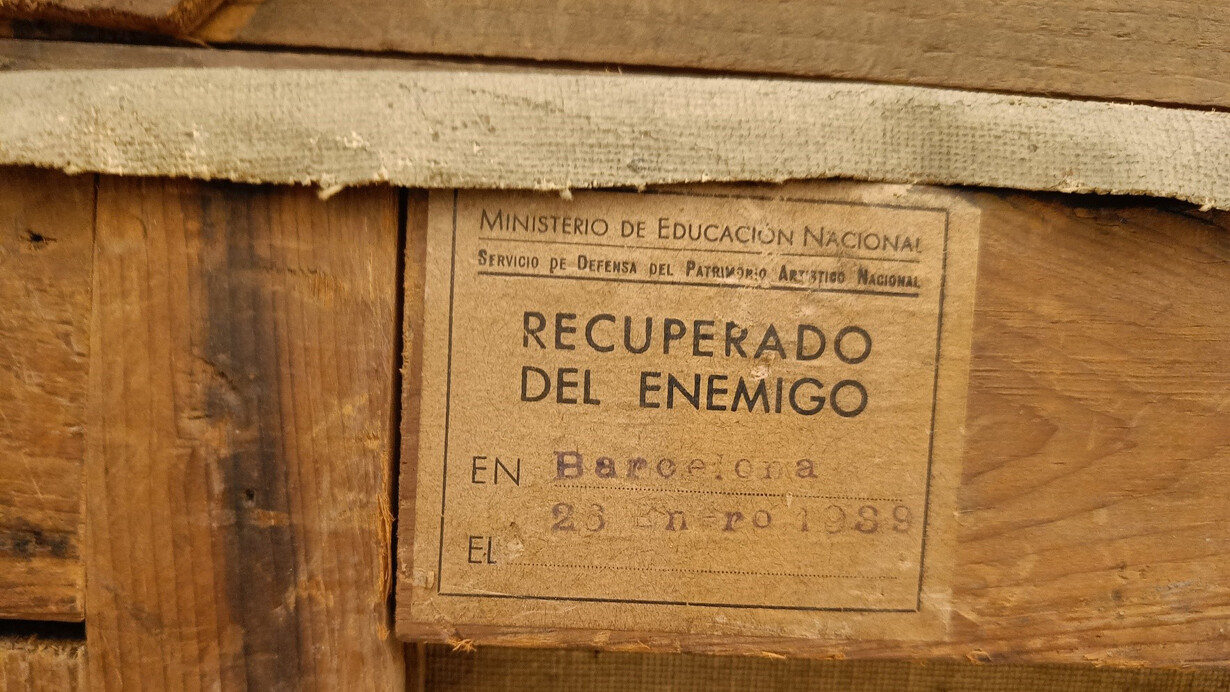 MINISTERIO DE EDUCACIÓN NACIONAL
SERVICIO DE DEFENSA DEL PATRIMONIO ARTÍSTICO NACIONAL
RECUPERADO
DEL ENEMIGO
EN Barcelona
26 Enero 1939
EL